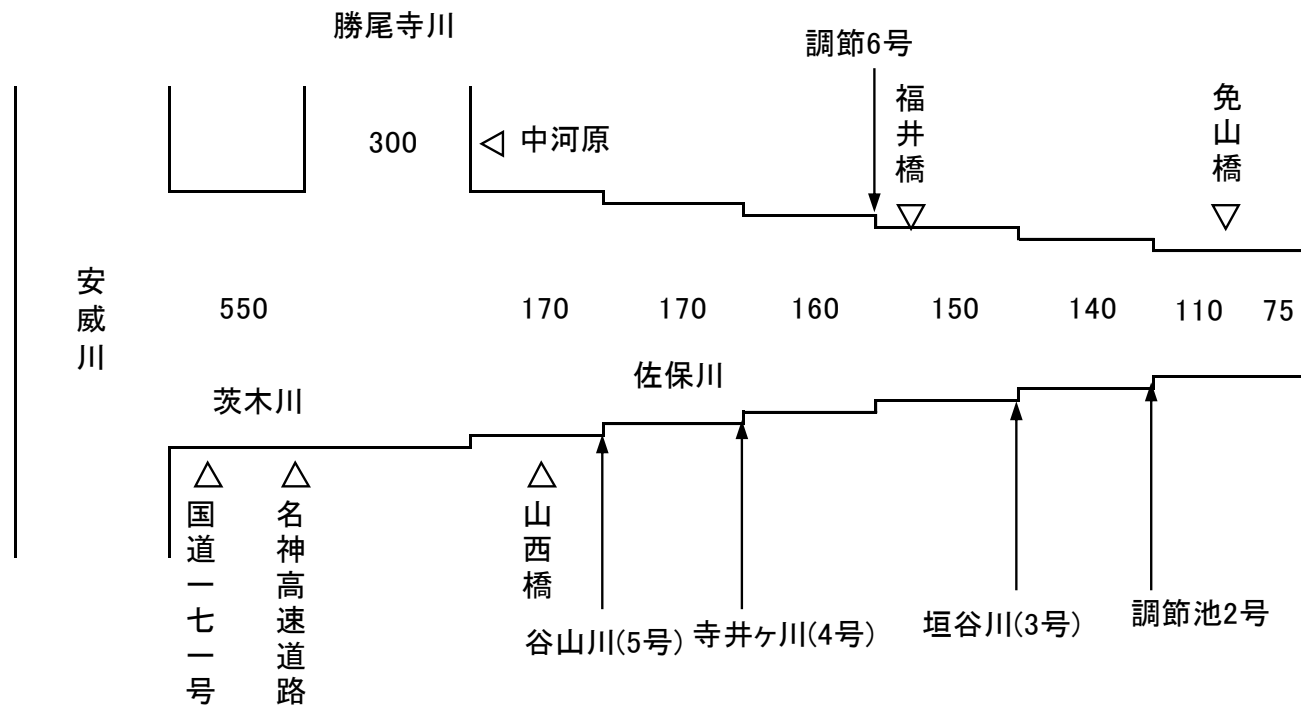 勝尾寺川
調節6号
福井橋
免山橋
300
中河原
安威川
550
170
170
160
150
140
110
75
茨木川
佐保川
国道一七一号
名神高速道路
山西橋
谷山川(5号)
寺井ヶ川(4号)
垣谷川(3号)
調節池2号